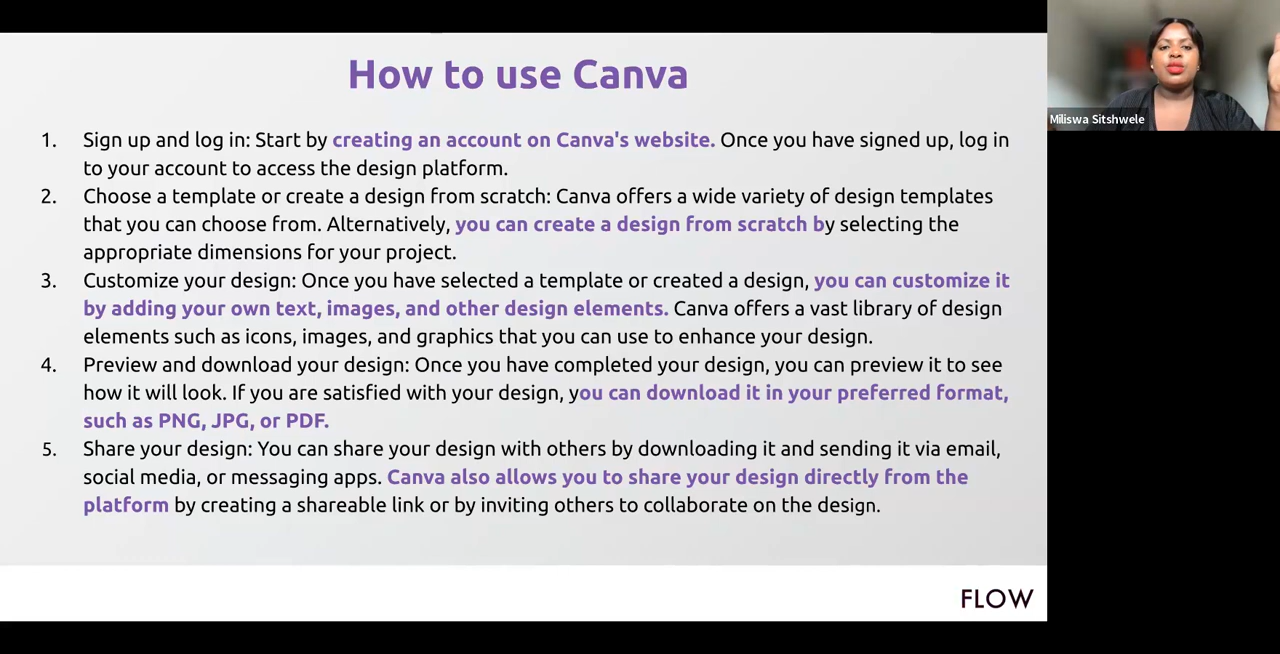 How to use Canva
1. Sign up and log in: Start by creating an account on Canva's website. Once you have signed up, log in
to your account to access the design platform.
2. Choose a template or create a design from scratch: Canva offers a wide variety of design templates
that you can choose from. Alternatively, you can create a design from scratch by selecting the
appropriate dimensions for your project.
3. Customize your design: Once you have selected a template or created a design, you can customize it
by adding your own text, images, and other design elements. Canva offers a vast library of design
elements such as icons, images, and graphics that you can use to enhance your design.
4. Preview and download your design: Once you have completed your design, you can preview it to see
how it will look. If you are satisfied with your design, you can download it in your preferred format,
such as PNG, JPG, or PDF.
5. Share your design: You can share your design with others by downloading it and sending it via email,
social media, or messaging apps. Canva also allows you to share your design directly from the
platform by creating a shareable link or by inviting others to collaborate on the design.
FLOW
Miliswa Sitshwele